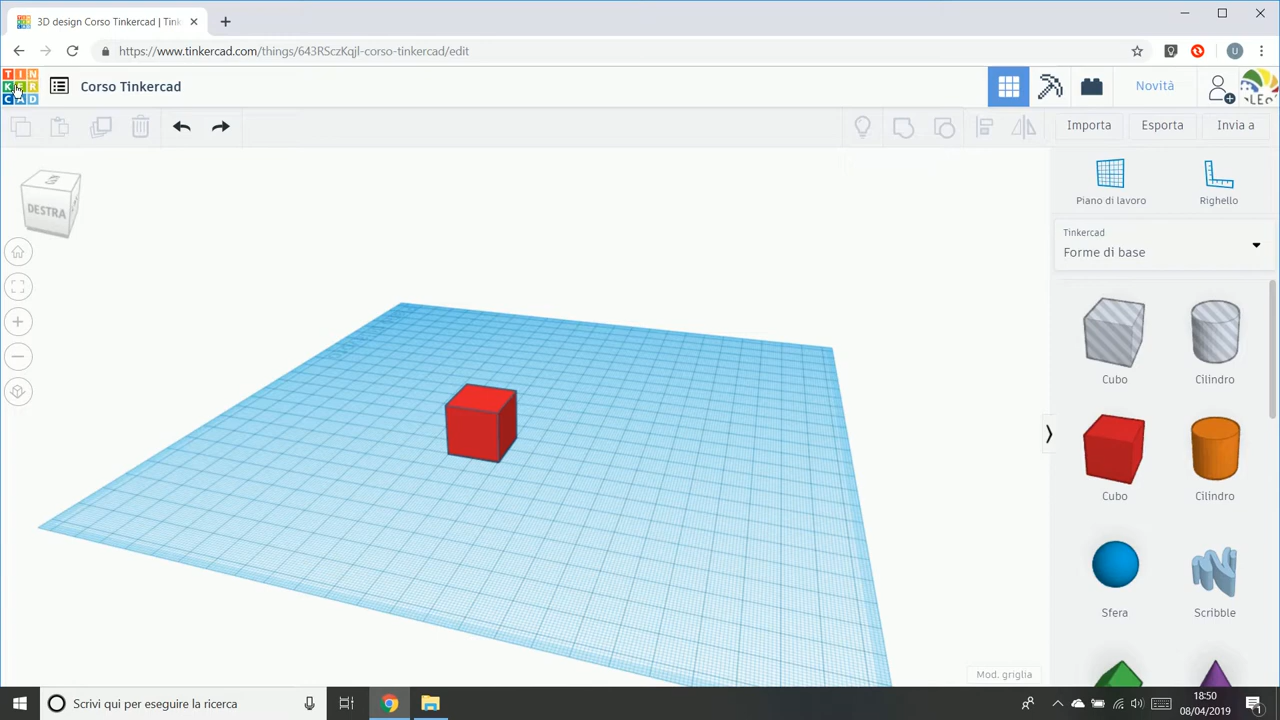 3D design Corso Tinkercad | Tink
https://www.tinkercad.com/things/643RSczKqjl-corso-tinkercad/edit
TIN
KER
CAD
Corso Tinkercad
Novità
LEO
Importa
Esporta
Invia a
DESTRA
Piano di lavoro
Righello
Tinkercad
Forme di base
Cubo
Cilindro
Cubo
Cilindro
Sfera
Scribble
Mod. griglia
Scrivi qui per eseguire la ricerca
18:50
08/04/2019
1
U